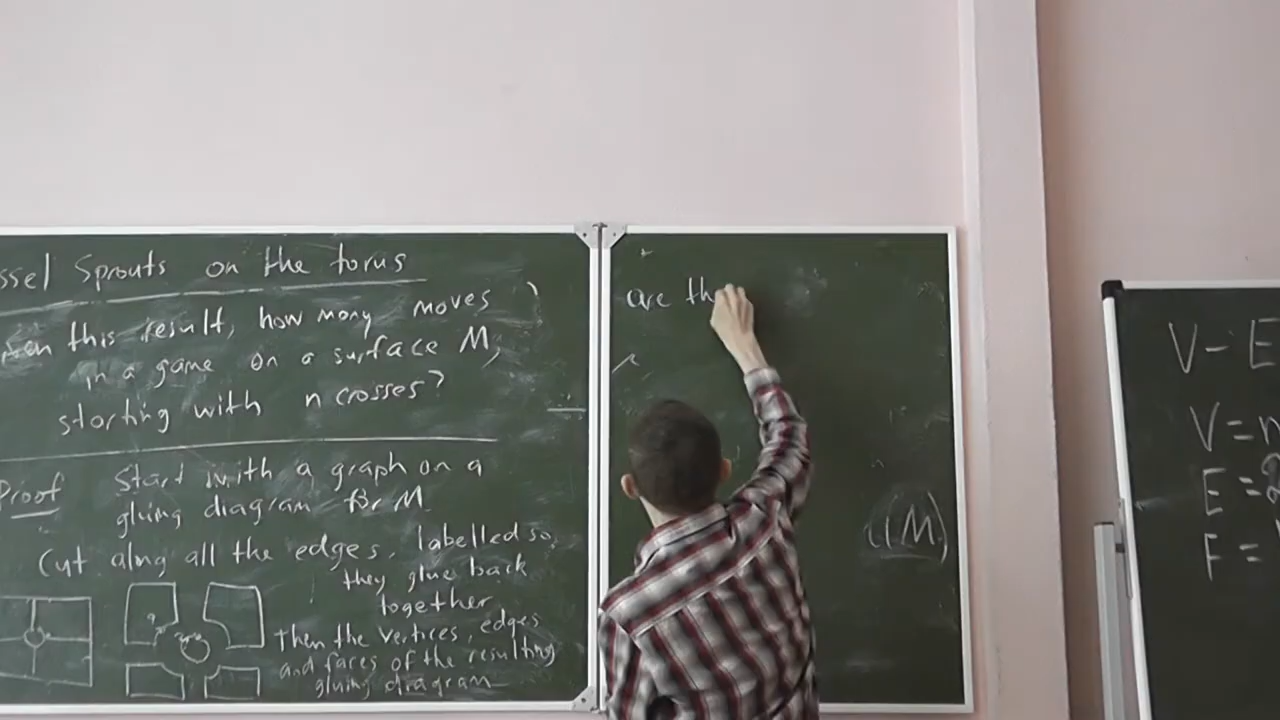 ssel Sprouts on the torus
en this result, how many moves
in a game on a surface M,
starting with n crosses?
Proof Start with a graph on a
gluing diagram for M
Cut along all the edges, labelled so
they glue back
together
Then the vertices, edges
and faces of the resulting
gluing diagram
are th
(M)
V - E
V =
E =
F =